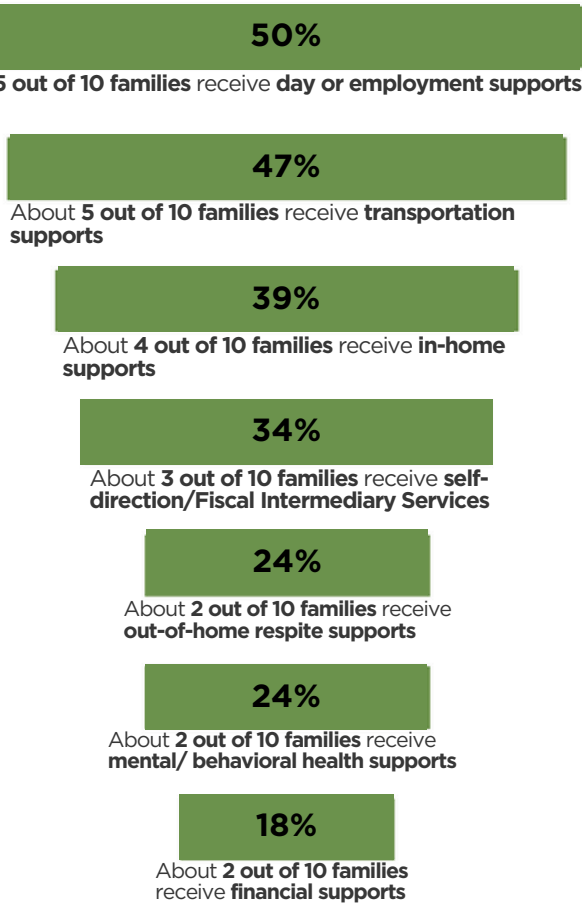 50%
5 out of 10 families receive day or employment supports
47%
About 5 out of 10 families receive transportation
supports
39%
About 4 out of 10 families receive in-home
supports
34%
About 3 out of 10 families receive self-
direction/Fiscal Intermediary Services
24%
About 2 out of 10 families receive
out-of-home respite supports
24%
About 2 out of 10 families receive
mental/ behavioral health supports
18%
About 2 out of 10 families
receive financial supports